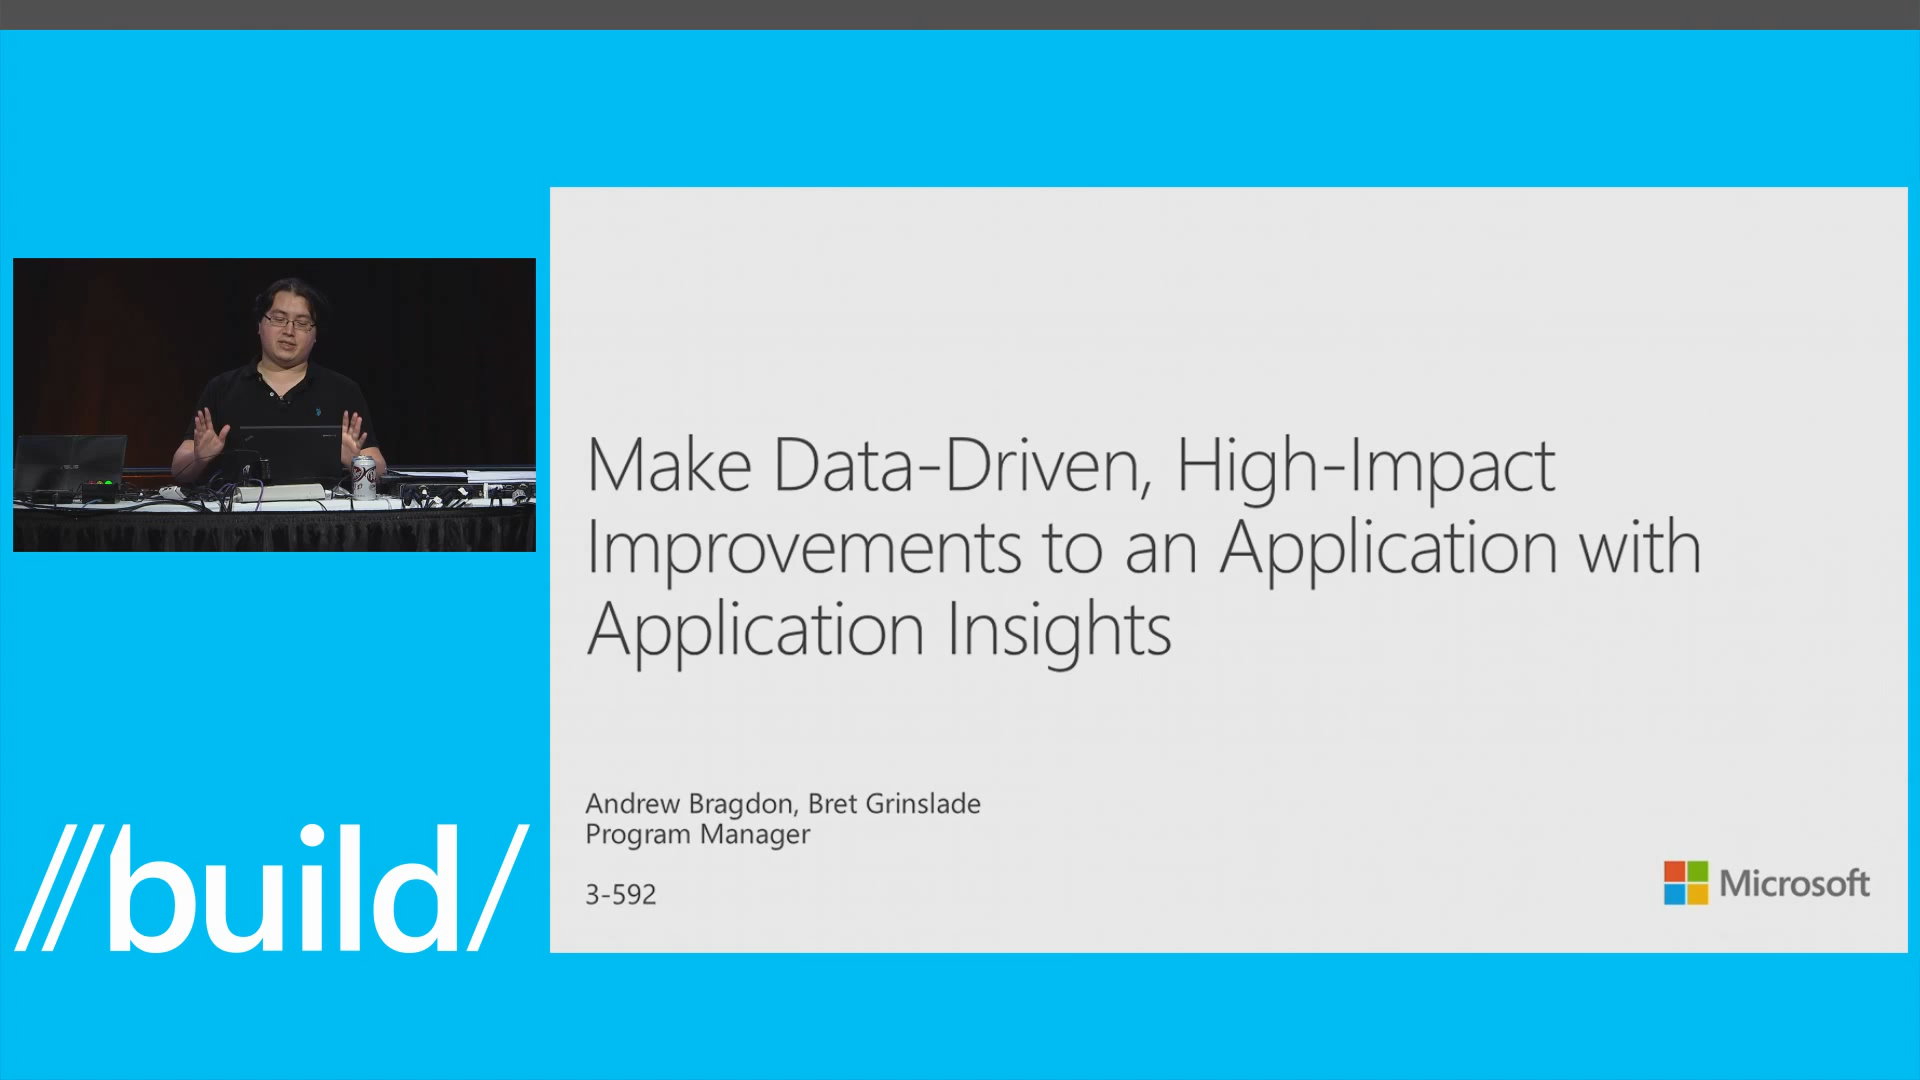 Make Data-Driven, High-Impact
Improvements to an Application with
Application Insights
Andrew Bragdon, Bret Grinslade
Program Manager
3-592
Microsoft
//build/